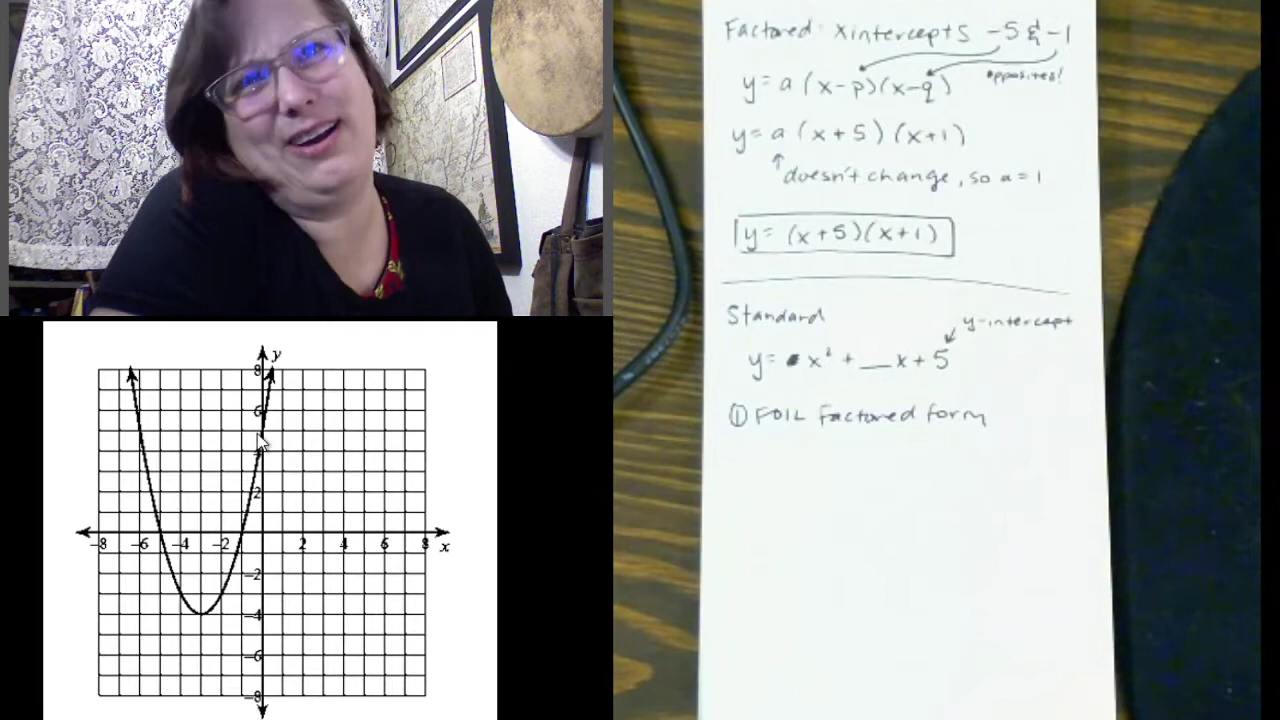 Factored: x intercepts -5 & -1
opposites!
y= a (x-p)(x-q)
y= a (x+5)(x+1)
doesn't change, so a=1
y= (x+5)(x+1)
Standard
y-intercept
y= x² + __x+5
① FOIL Factored form
y
8
6
4
2
-8 -6 -4 -2 2 4 6 8 x
-2
-4
-6
-8